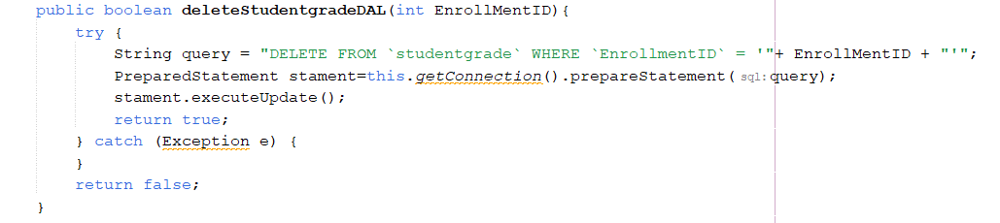 public boolean deleteStudentgradeDAL(int EnrollMentID){
try {
String query = "DELETE FROM `studentgrade` WHERE `EnrollmentID` = '"+ EnrollMentID + "'";
PreparedStatement stament=this.getConnection().prepareStatement( sql: query);
stament.executeUpdate();
return true;
} catch (Exception e) {
}
return false;
}